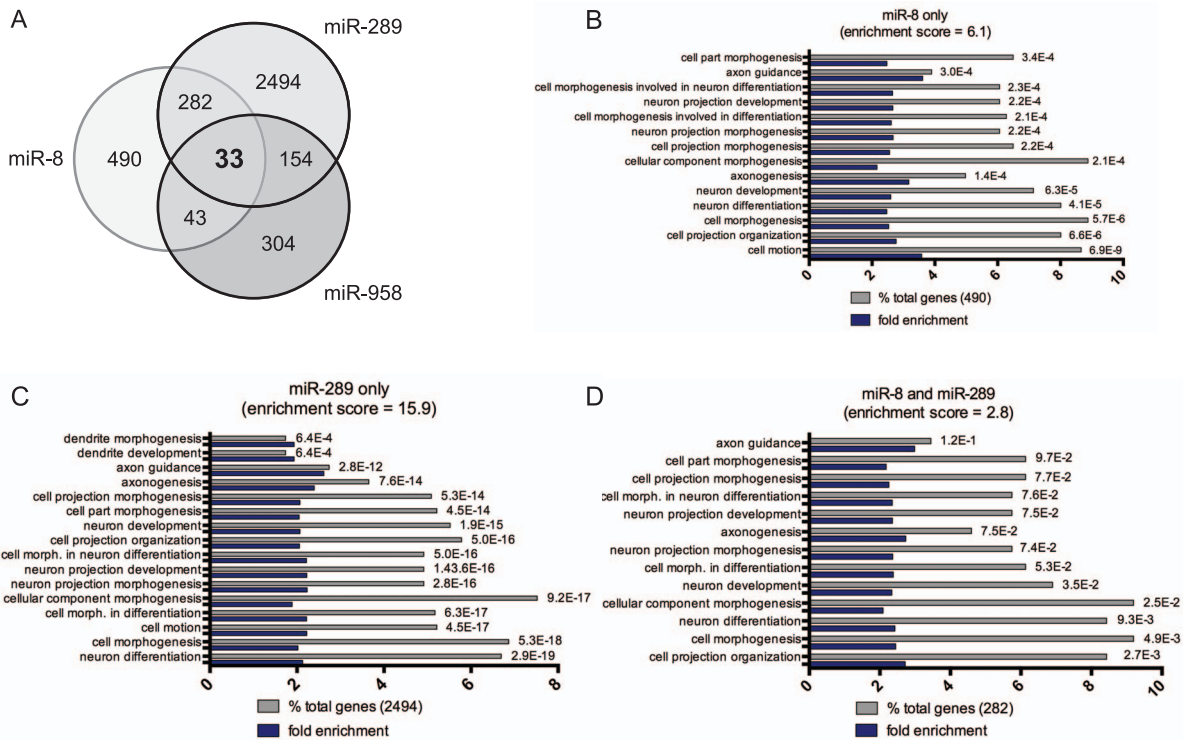 A
miR-289
2494
282
miR-8
490
33
154
43
304
miR-958
B
miR-8 only
(enrichment score = 6.1)
cell part morphogenesis 3.4E-4
axon guidance 3.0E-4
cell morphogenesis involved in neuron differentiation 2.3E-4
neuron projection development 2.2E-4
cell morphogenesis involved in differentiation 2.1E-4
neuron projection morphogenesis 2.2E-4
cell projection morphogenesis 2.2E-4
cellular component morphogenesis 2.1E-4
axonogenesis 1.4E-4
neuron development 6.3E-5
neuron differentiation 4.1E-5
cell morphogenesis 5.7E-6
cell projection organization 6.6E-6
cell motion 6.9E-9
0 2 4 6 8 10
% total genes (490)
fold enrichment
C
miR-289 only
(enrichment score = 15.9)
dendrite morphogenesis 6.4E-4
dendrite development 6.4E-4
axon guidance 2.8E-12
axonogenesis 7.6E-14
cell projection morphogenesis 5.3E-14
cell part morphogenesis 4.5E-14
neuron development 1.9E-15
cell projection organization 5.0E-16
cell morph. in neuron differentiation 5.0E-16
neuron projection development 1.43.6E-16
neuron projection morphogenesis 2.8E-16
cellular component morphogenesis 9.2E-17
cell morph. in differentiation 6.3E-17
cell motion 4.5E-17
cell morphogenesis 5.3E-18
neuron differentiation 2.9E-19
0 2 4 6 8
% total genes (2494)
fold enrichment
D
miR-8 and miR-289
(enrichment score = 2.8)
axon guidance 1.2E-1
cell part morphogenesis 9.7E-2
cell projection morphogenesis 7.7E-2
cell morph. in neuron differentiation 7.6E-2
neuron projection development 7.5E-2
axonogenesis 7.5E-2
neuron projection morphogenesis 7.4E-2
cell morph. in differentiation 5.3E-2
neuron development 3.5E-2
cellular component morphogenesis 2.5E-2
neuron differentiation 9.3E-3
cell morphogenesis 4.9E-3
cell projection organization 2.7E-3
0 2 4 6 8 10
% total genes (282)
fold enrichment